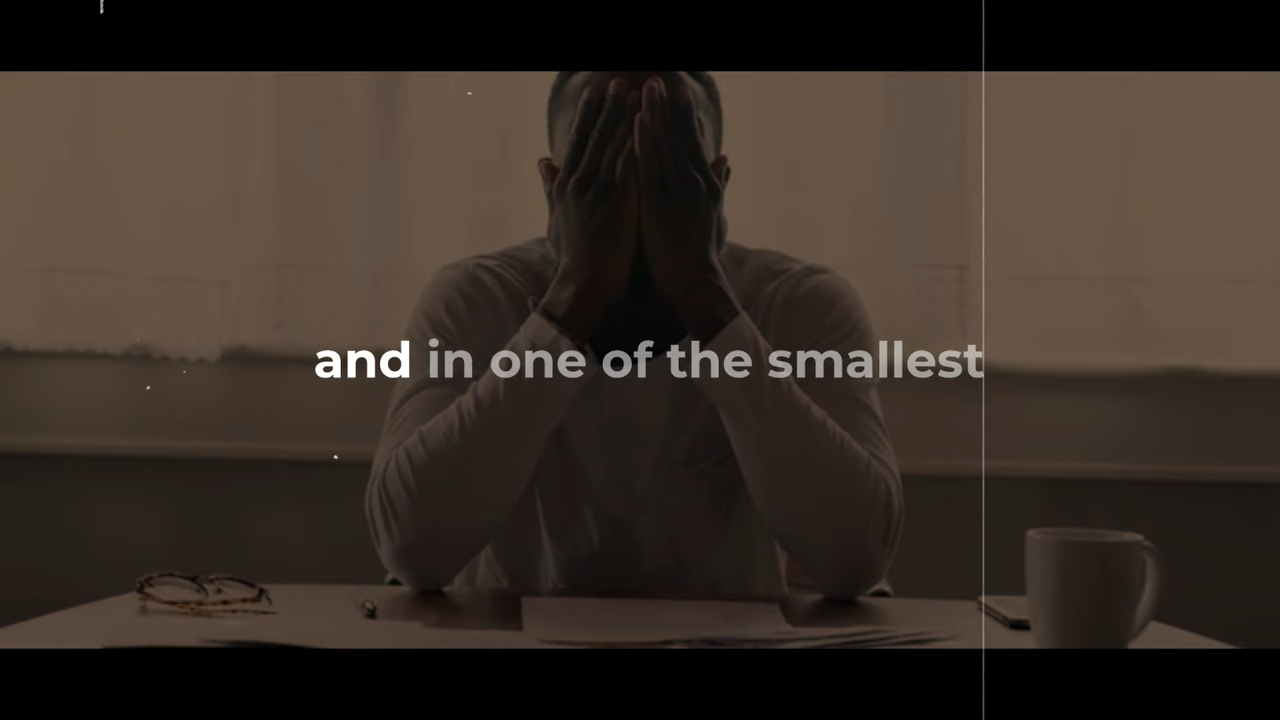 and in one of the smallest